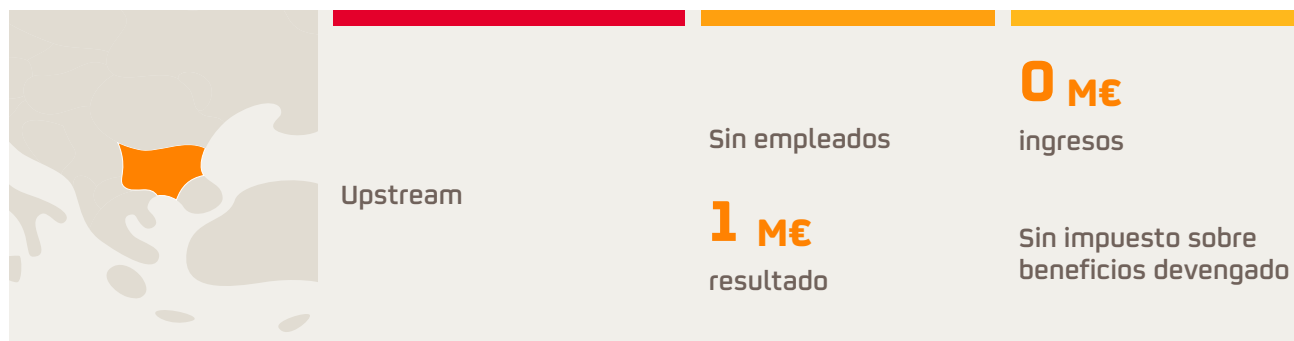 Upstream
Sin empleados
1 M€
resultado
0 M€
ingresos
Sin impuesto sobre
beneficios devengado